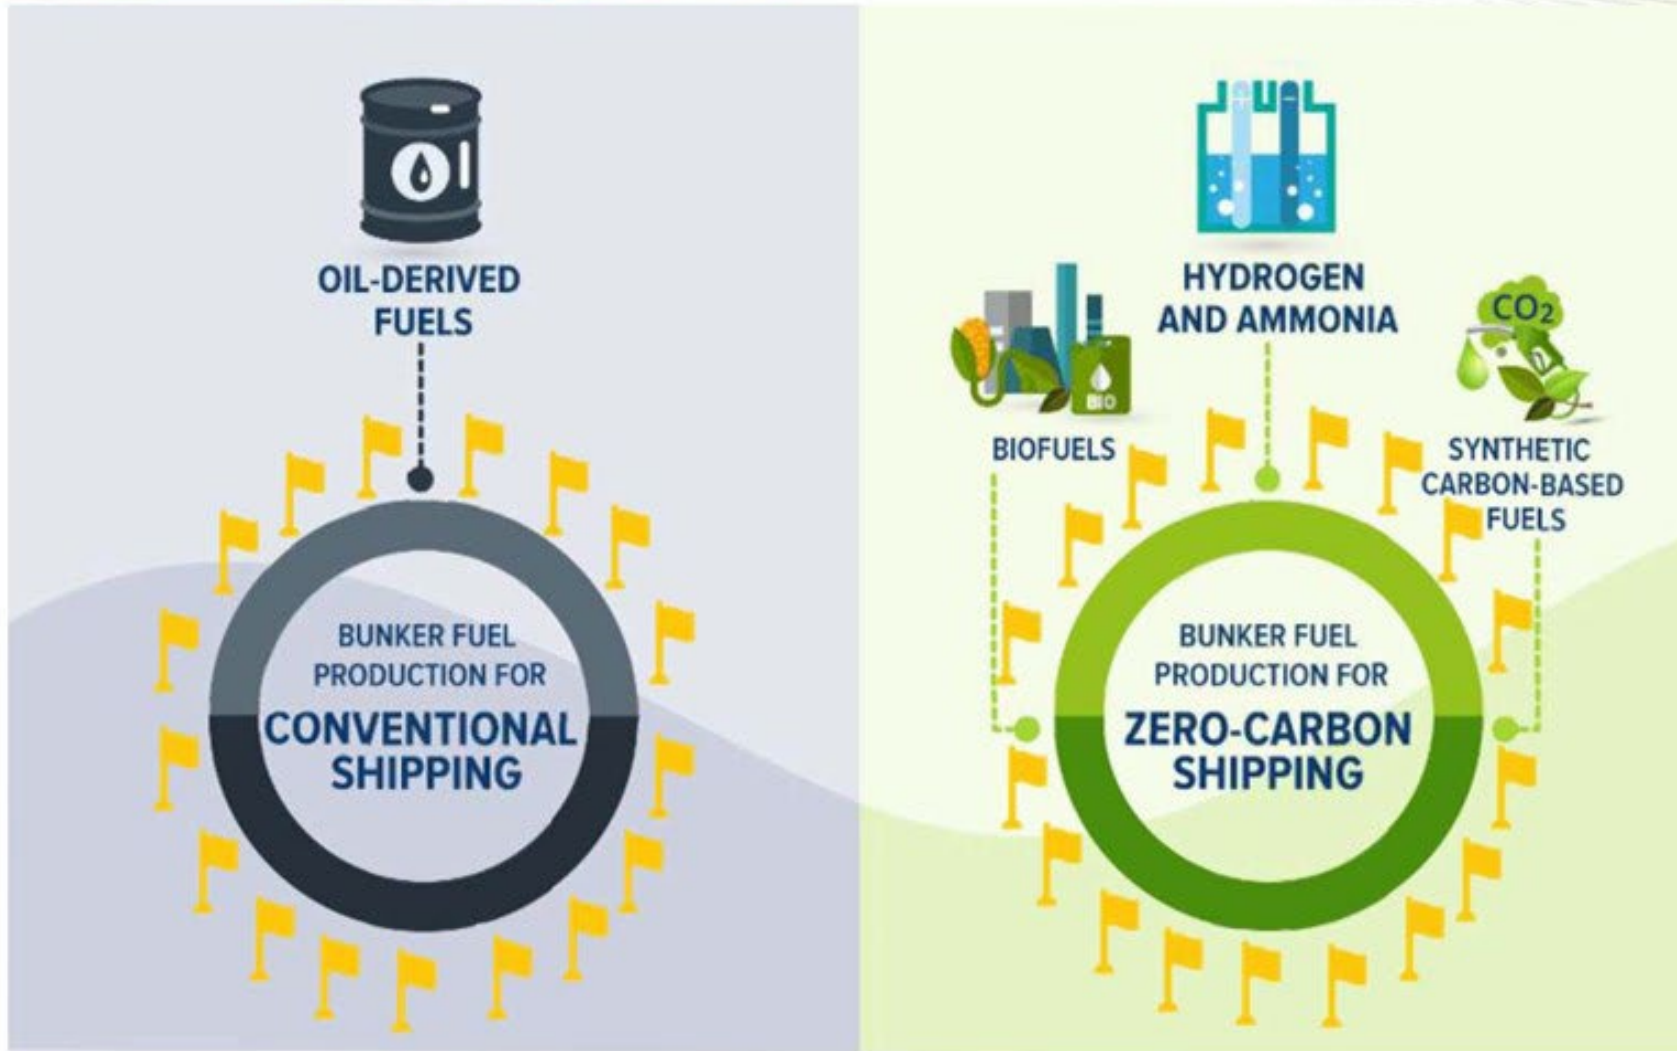 OIL-DERIVED
FUELS
BUNKER FUEL
PRODUCTION FOR
CONVENTIONAL
SHIPPING
HYDROGEN
AND AMMONIA
BIO
BIOFUELS
CO₂
SYNTHETIC
CARBON-BASED
FUELS
BUNKER FUEL
PRODUCTION FOR
ZERO-CARBON
SHIPPING